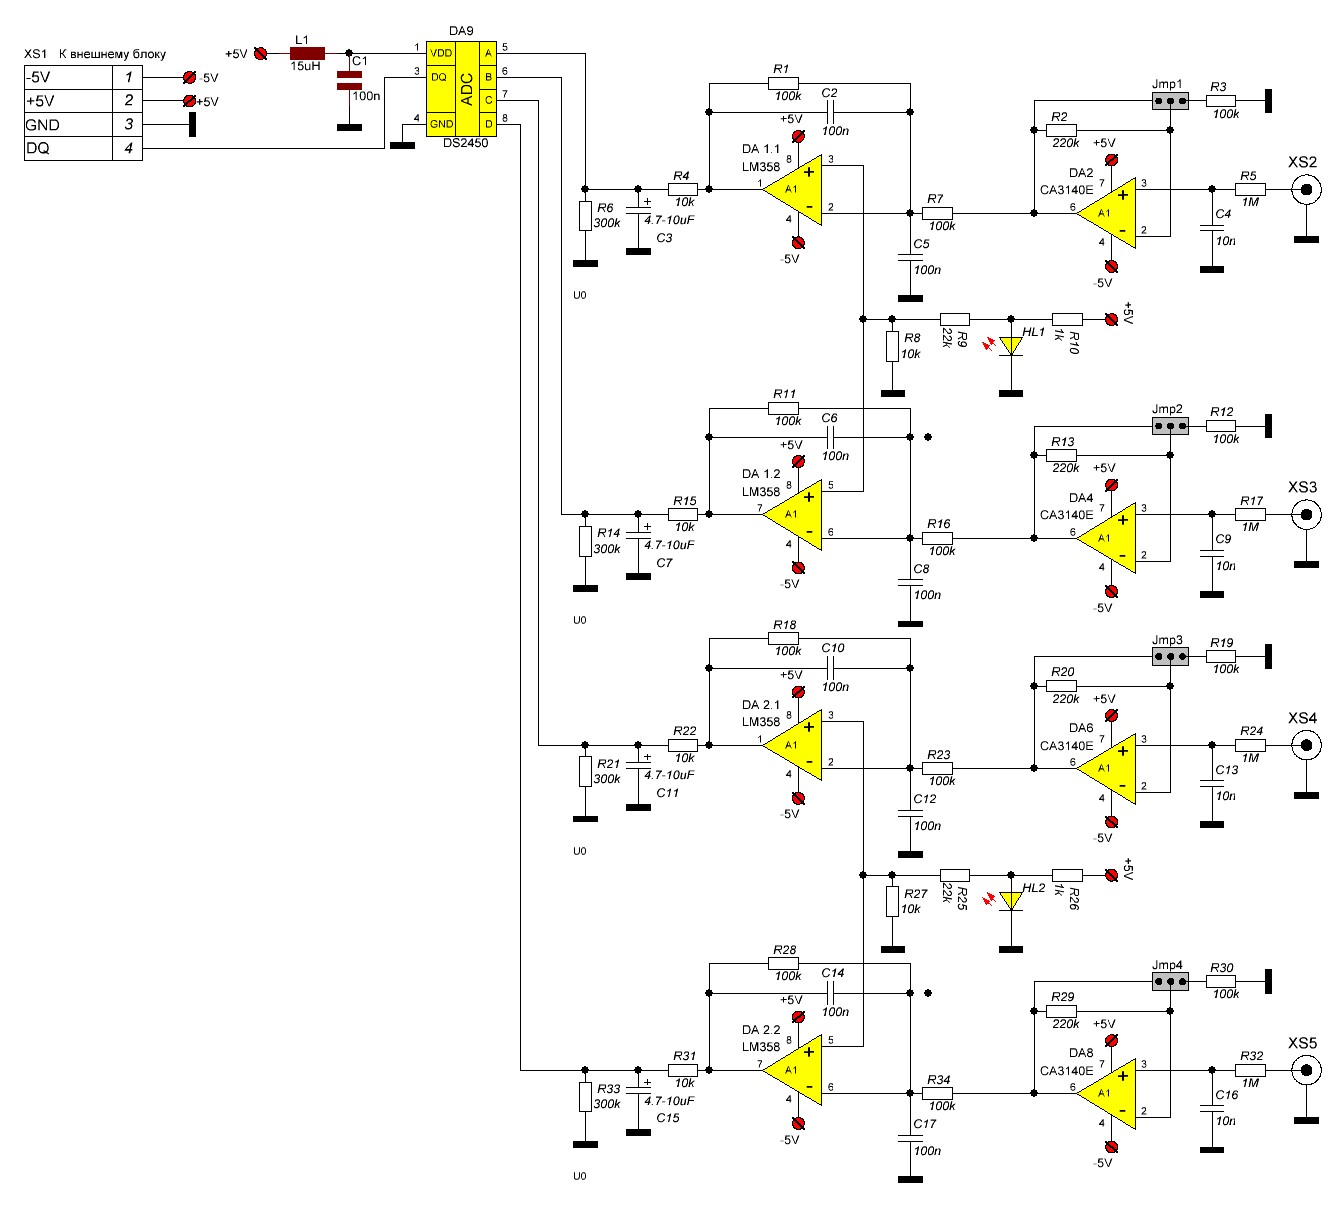 XS1 К внешнему блоку
-5V 1 -5V
+5V 2 +5V
GND 3
DQ 4
+5V
L1
15uH
C1
100n
DA9
1 VDD A 5
3 DQ B 6
ADC
C 7
4 GND D 8
DS2450
R1
100k
C2
100n
+5V
DA 1.1
LM358
8
3
1
A1
2
4
-5V
R4
10k
R6
300k
4.7-10uF
C3
U0
R7
100k
C5
100n
Jmp1
R3
100k
R2
220k
+5V
DA2
CA3140E
7
3
6
A1
2
4
-5V
C4
10n
R5
1M
XS2
R8
10k
R9
22k
HL1
R10
1k
+5V
R11
100k
C6
100n
+5V
DA 1.2
LM358
8
5
7
A1
6
4
-5V
R15
10k
R14
300k
4.7-10uF
C7
U0
R16
100k
C8
100n
Jmp2
R12
100k
R13
220k
+5V
DA4
CA3140E
7
3
6
A1
2
4
-5V
C9
10n
R17
1M
XS3
R18
100k
C10
100n
+5V
DA 2.1
LM358
8
3
1
A1
2
4
-5V
R22
10k
R21
300k
4.7-10uF
C11
U0
R23
100k
C12
100n
Jmp3
R19
100k
R20
220k
+5V
DA6
CA3140E
7
3
6
A1
2
4
-5V
C13
10n
R24
1M
XS4
R27
10k
R25
22k
HL2
R26
1k
+5V
R28
100k
C14
100n
+5V
DA 2.2
LM358
8
5
7
A1
6
4
-5V
R31
10k
R33
300k
4.7-10uF
C15
U0
R34
100k
C17
100n
Jmp4
R30
100k
R29
220k
+5V
DA8
CA3140E
7
3
6
A1
2
4
-5V
C16
10n
R32
1M
XS5